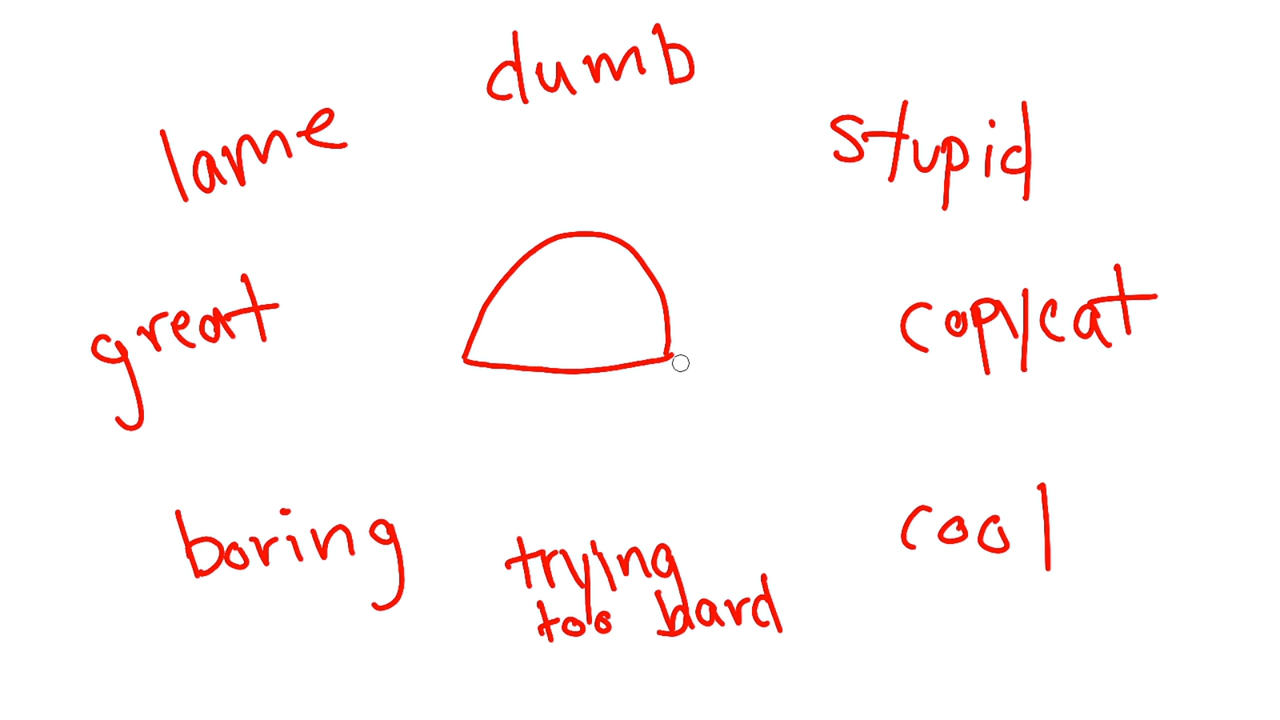 dumb
lame
stupid
great
copycat
boring
trying
too hard
cool